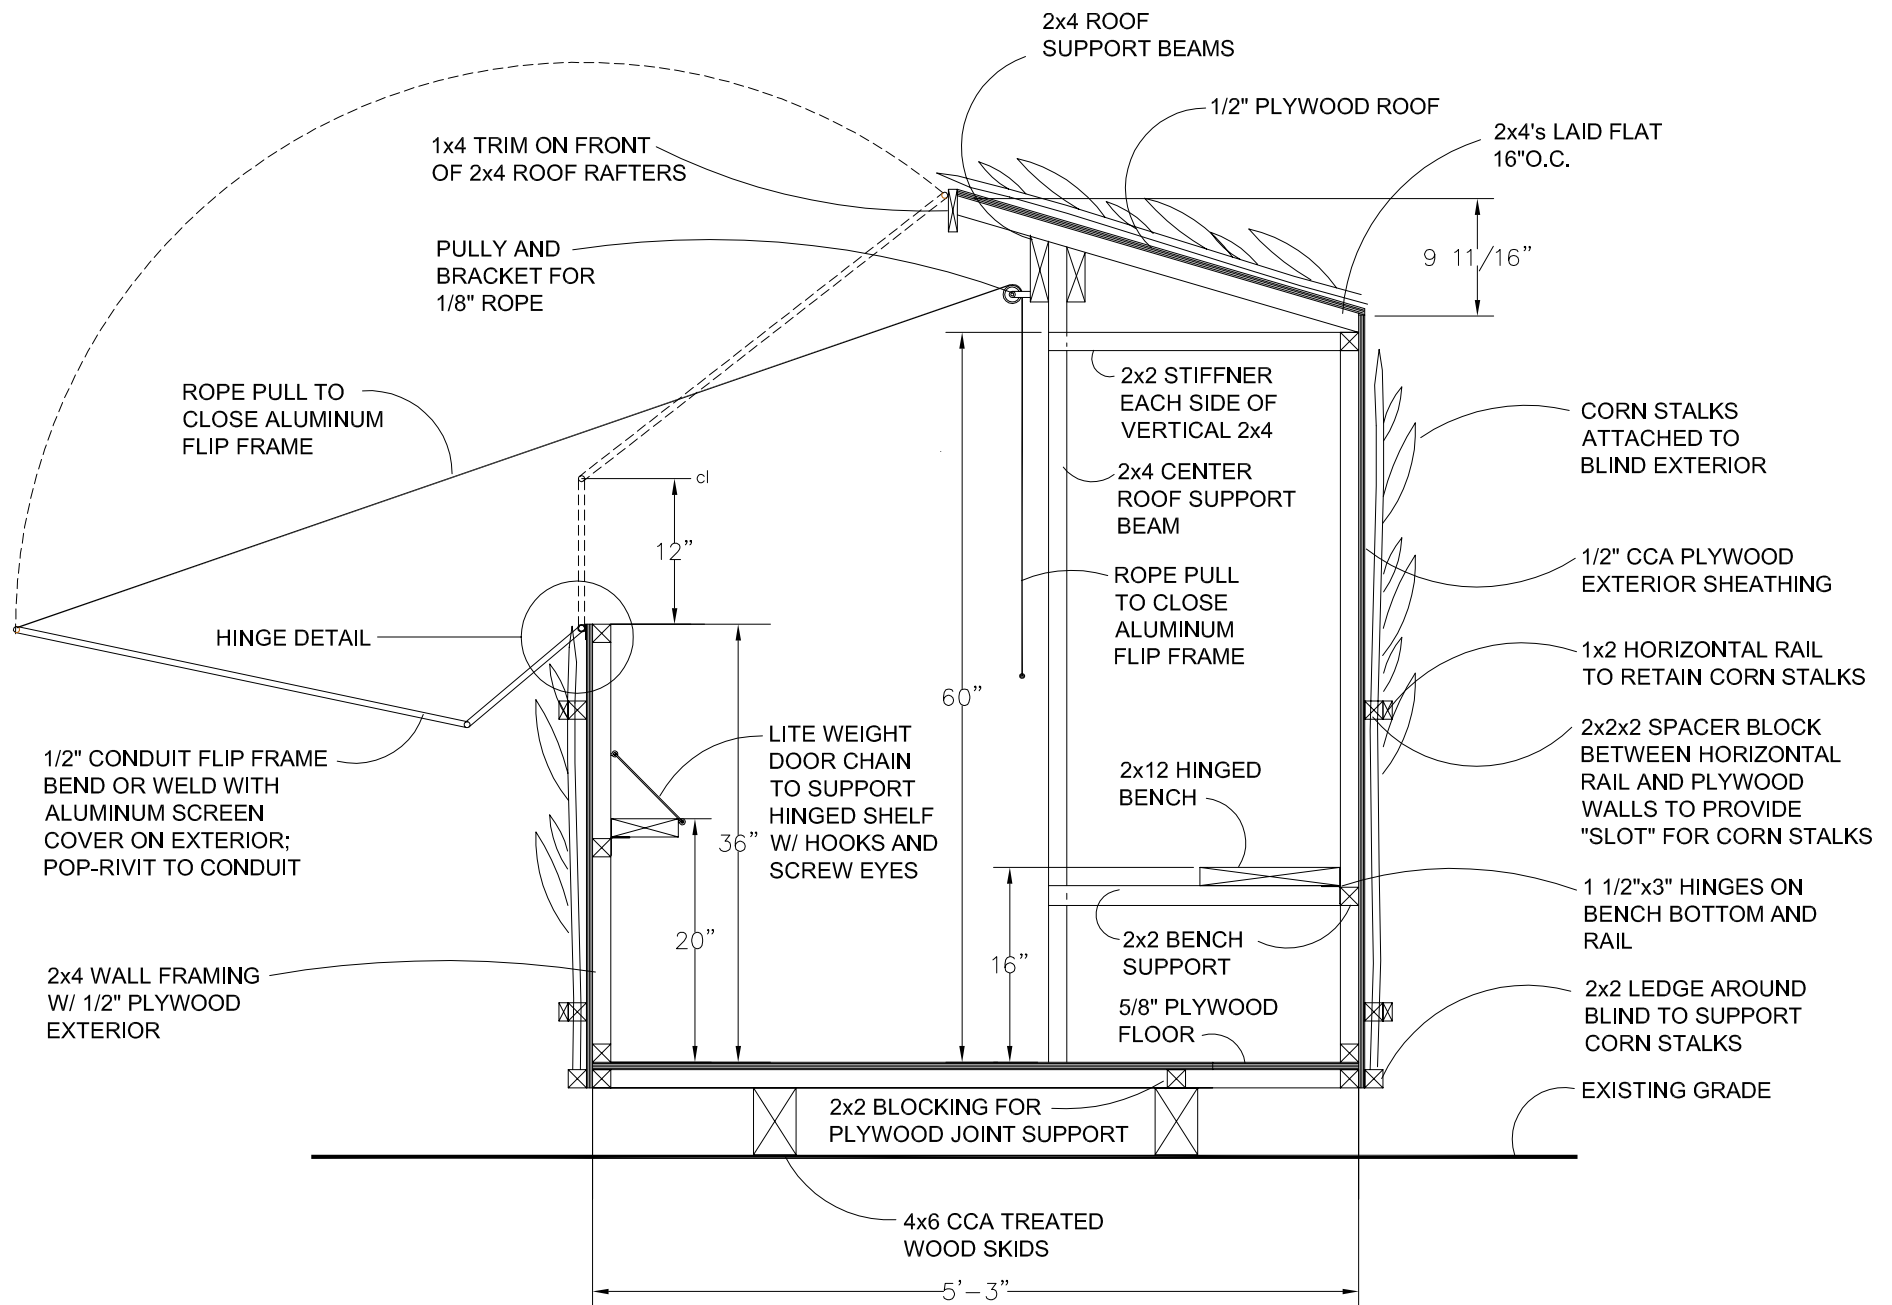 2x4 ROOF
SUPPORT BEAMS
1/2" PLYWOOD ROOF
2x4's LAID FLAT
16"O.C.
1x4 TRIM ON FRONT
OF 2x4 ROOF RAFTERS
9 11/16"
PULLY AND
BRACKET FOR
1/8" ROPE
ROPE PULL TO
CLOSE ALUMINUM
FLIP FRAME
2x2 STIFFNER
EACH SIDE OF
VERTICAL 2x4
CORN STALKS
ATTACHED TO
BLIND EXTERIOR
cl
12"
2x4 CENTER
ROOF SUPPORT
BEAM
1/2" CCA PLYWOOD
EXTERIOR SHEATHING
ROPE PULL
TO CLOSE
ALUMINUM
FLIP FRAME
HINGE DETAIL
1x2 HORIZONTAL RAIL
TO RETAIN CORN STALKS
60"
1/2" CONDUIT FLIP FRAME
BEND OR WELD WITH
ALUMINUM SCREEN
COVER ON EXTERIOR;
POP-RIVIT TO CONDUIT
LITE WEIGHT
DOOR CHAIN
TO SUPPORT
HINGED SHELF
W/ HOOKS AND
SCREW EYES
2x12 HINGED
BENCH
2x2x2 SPACER BLOCK
BETWEEN HORIZONTAL
RAIL AND PLYWOOD
WALLS TO PROVIDE
"SLOT" FOR CORN STALKS
36"
1 1/2"x3" HINGES ON
BENCH BOTTOM AND
RAIL
20"
16"
2x2 BENCH
SUPPORT
2x4 WALL FRAMING
W/ 1/2" PLYWOOD
EXTERIOR
5/8" PLYWOOD
FLOOR
2x2 LEDGE AROUND
BLIND TO SUPPORT
CORN STALKS
2x2 BLOCKING FOR
PLYWOOD JOINT SUPPORT
EXISTING GRADE
4x6 CCA TREATED
WOOD SKIDS
5'-3"